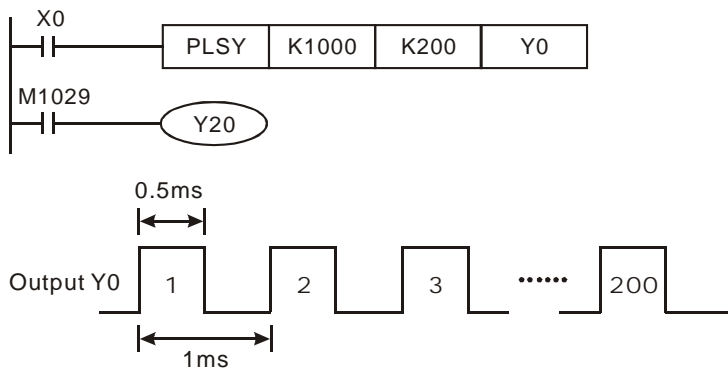 X0
PLSY K1000 K200 Y0
M1029
Y20
0.5ms
Output Y0 1 2 3 ...... 200
1ms